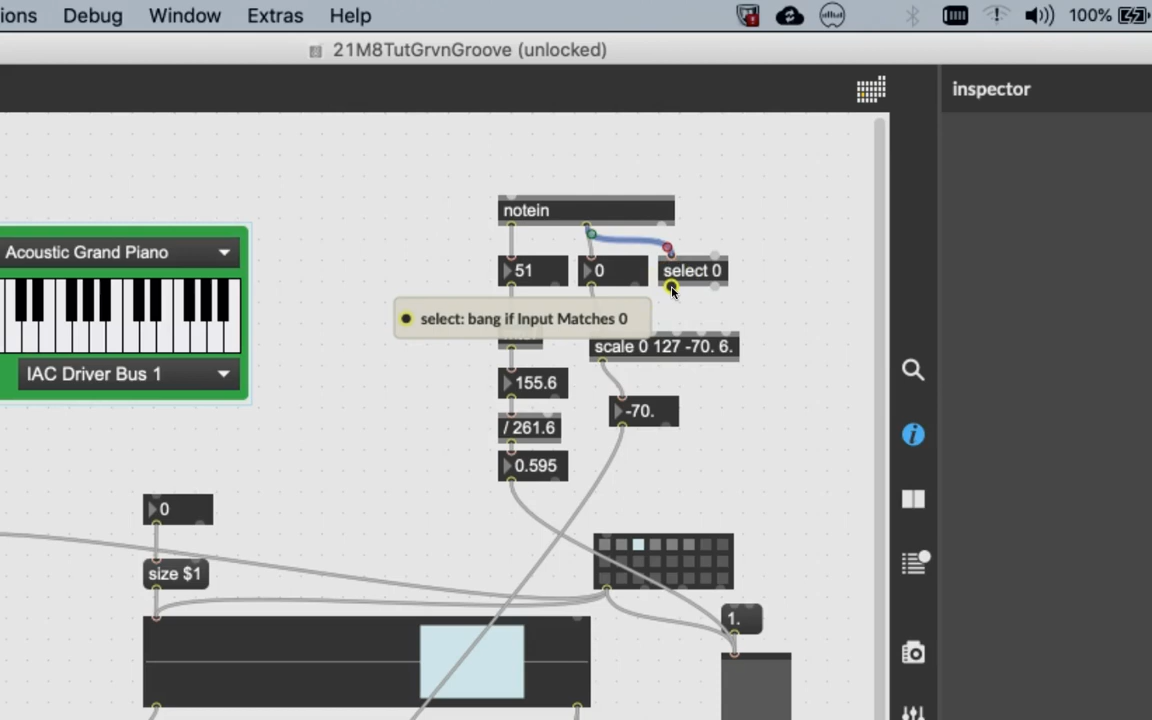 ions Debug Window Extras Help 100%
21M8TutGrvnGroove (unlocked)
inspector
notein
Acoustic Grand Piano
51 0 select 0
select: bang if Input Matches 0
scale 0 127 -70. 6.
IAC Driver Bus 1
155.6
-70.
/ 261.6
0.595
0
size $1
1.